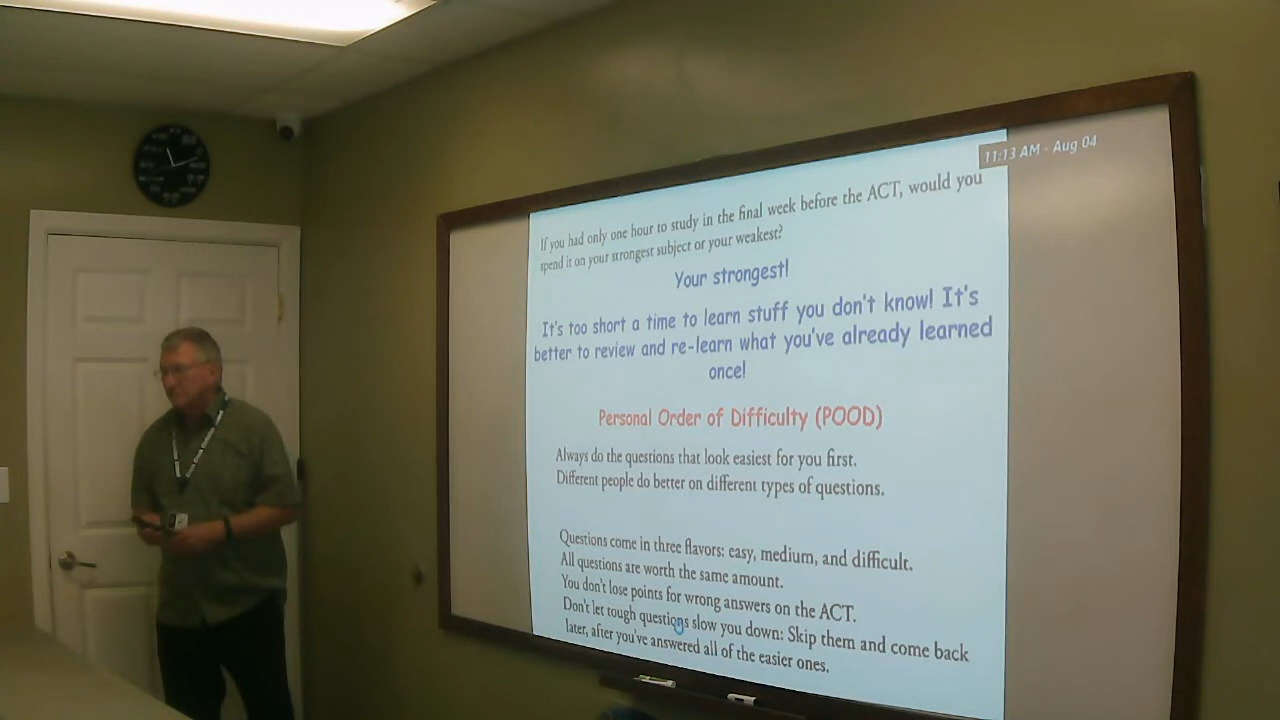 11:13 AM - Aug 04
If you had only one hour to study in the final week before the ACT, would you
spend it on your strongest subject or your weakest?
Your strongest!
It's too short a time to learn stuff you don't know! It's
better to review and re-learn what you've already learned
once!
Personal Order of Difficulty (POOD)
Always do the questions that look easiest for you first.
Different people do better on different types of questions.
Questions come in three flavors: easy, medium, and difficult.
All questions are worth the same amount.
You don't lose points for wrong answers on the ACT.
Don't let tough questions slow you down: Skip them and come back
later, after you've answered all of the easier ones.